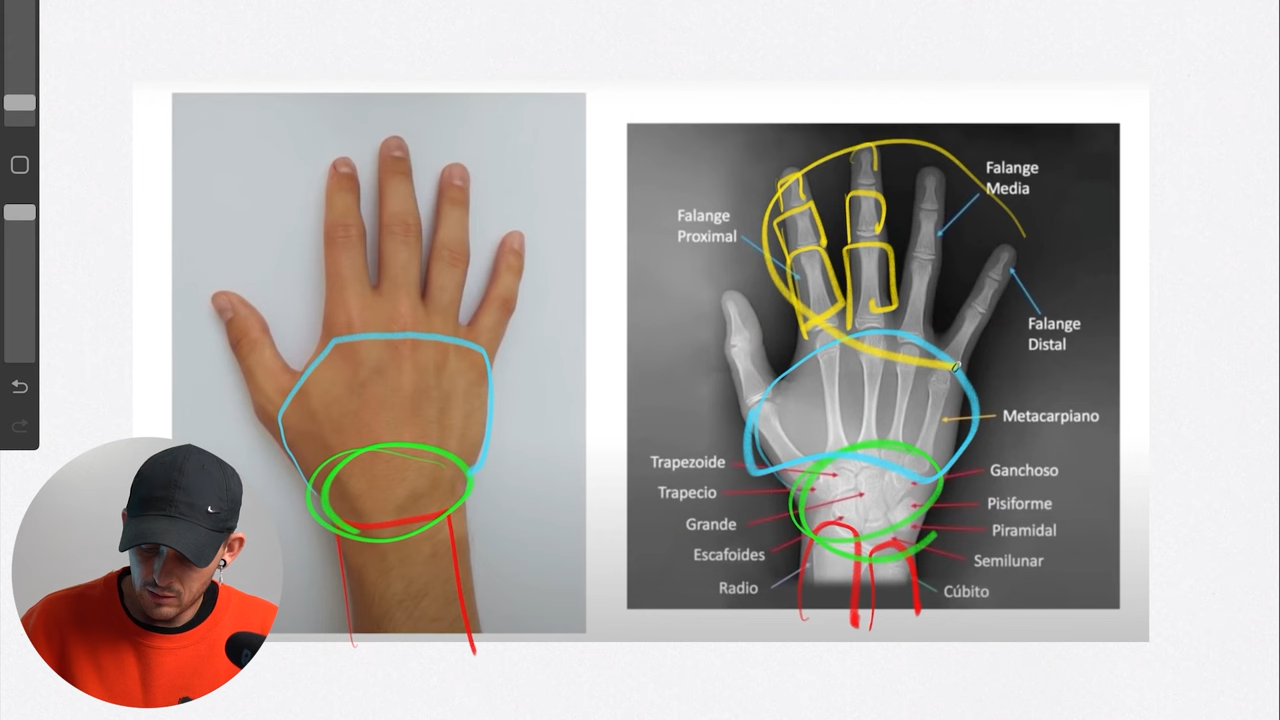 Falange
Media
Falange
Proximal
Falange
Distal
Metacarpiano
Trapezoide
Trapecio
Grande
Escafoides
Radio
Ganchoso
Pisiforme
Piramidal
Semilunar
Cúbito